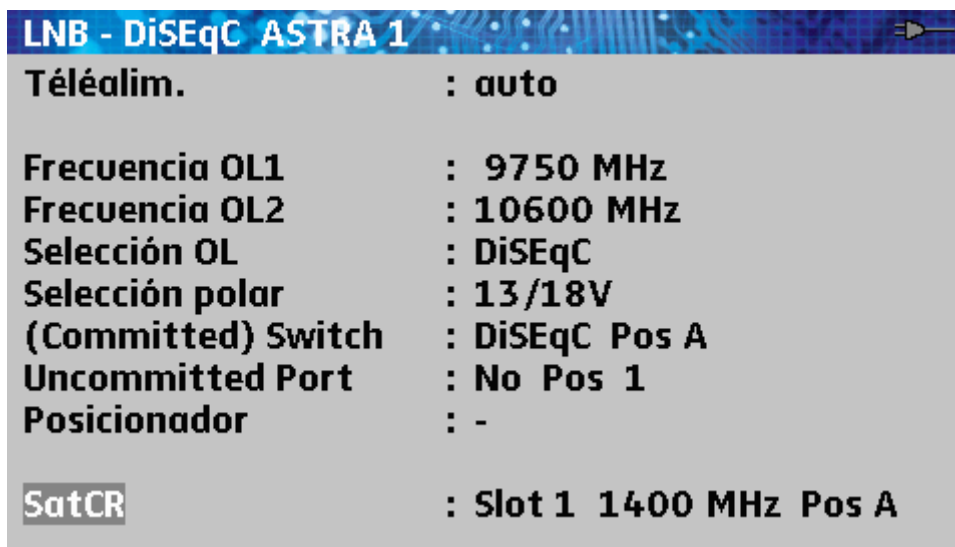 LNB - DiSEqC ASTRA 1
Téléalim. : auto
Frecuencia OL1 : 9750 MHz
Frecuencia OL2 : 10600 MHz
Selección OL : DiSEqC
Selección polar : 13/18V
(Committed) Switch : DiSEqC Pos A
Uncommitted Port : No Pos 1
Posicionador : -
SatCR : Slot 1 1400 MHz Pos A